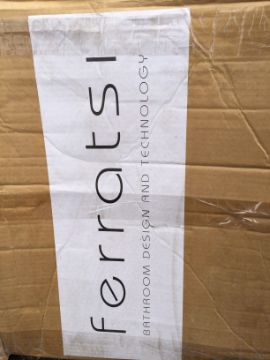 ferratsi
BATHROOM DESIGN AND TECHNOLOGY